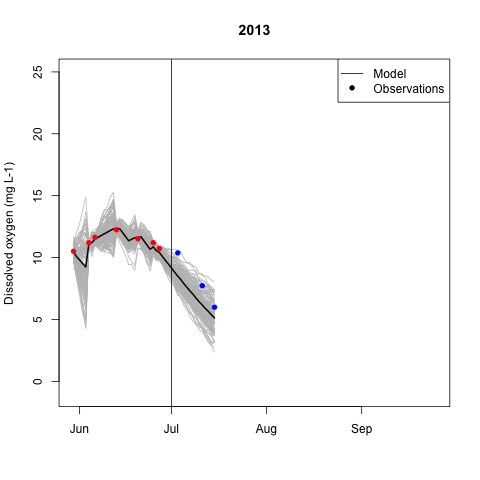 2013
Model
Observations
Dissolved oxygen (mg L-1)
25
20
15
10
5
0
Jun
Jul
Aug
Sep